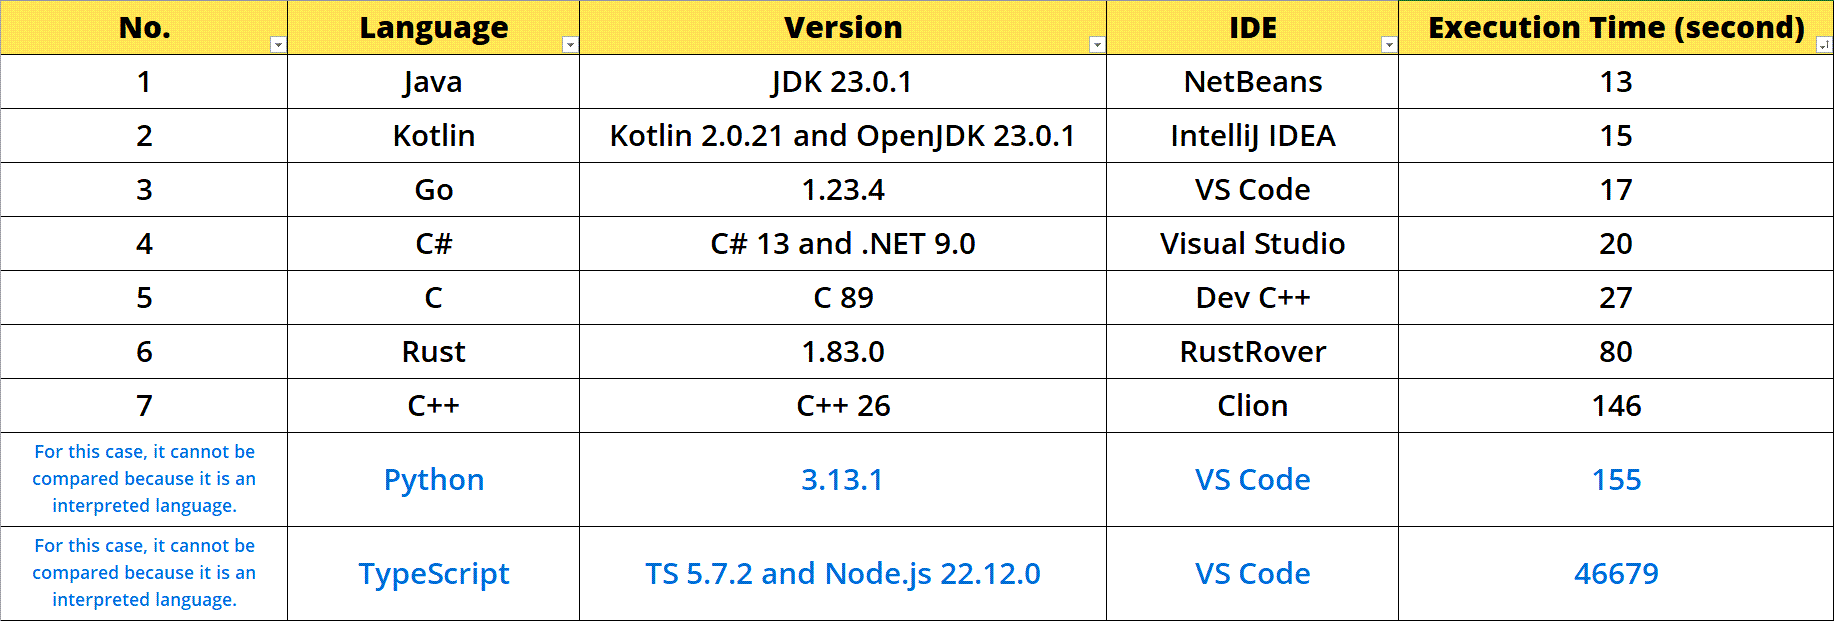 No. Language Version IDE Execution Time (second)
1 Java JDK 23.0.1 NetBeans 13
2 Kotlin Kotlin 2.0.21 and OpenJDK 23.0.1 IntelliJ IDEA 15
3 Go 1.23.4 VS Code 17
4 C# C# 13 and .NET 9.0 Visual Studio 20
5 C C 89 Dev C++ 27
6 Rust 1.83.0 RustRover 80
7 C++ C++ 26 Clion 146
For this case, it cannot be
compared because it is an
interpreted language.
Python 3.13.1 VS Code 155
For this case, it cannot be
compared because it is an
interpreted language.
TypeScript TS 5.7.2 and Node.js 22.12.0 VS Code 46679